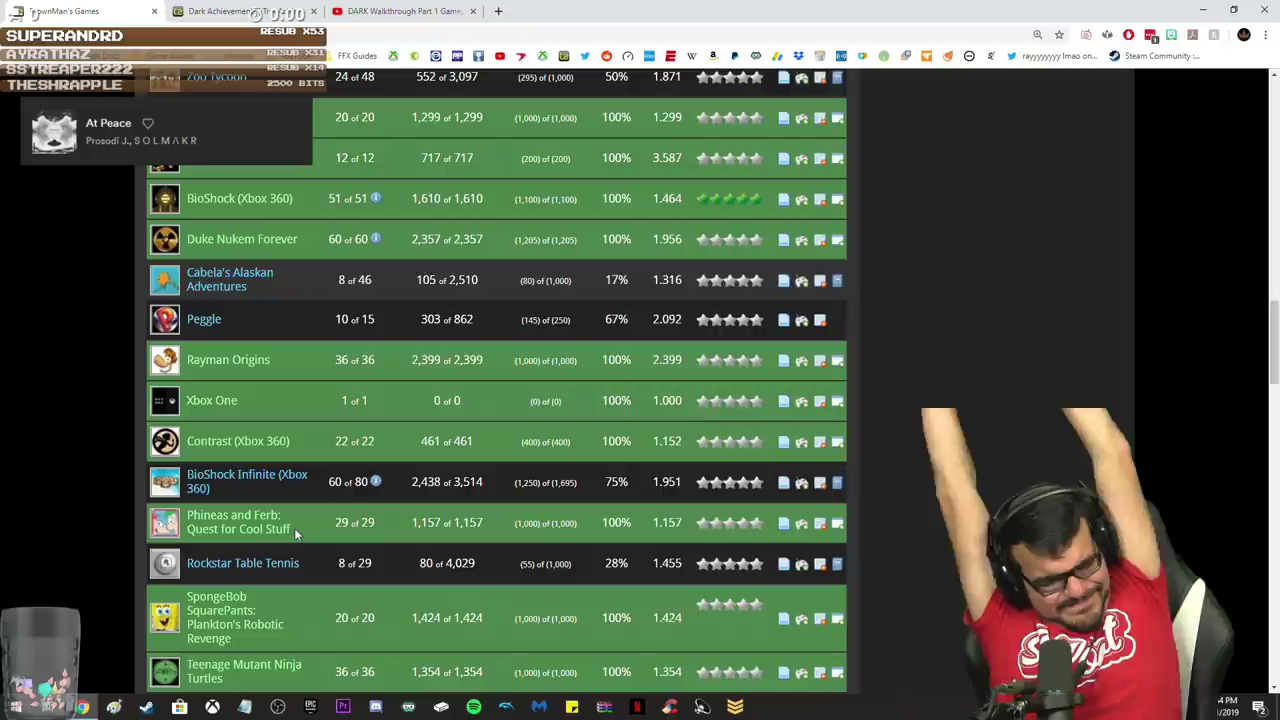 BrownMan's Games
Dark Achievements
DARK Walkthrough Part 1 Game
0:00
SUPERANDRD RESUB X53
AYRATHAZ RESUB X31
SSTREAPER222 RESUB X14
THESHRAPPLE 2500 BITS
FFX Guides
rayyyyyyy lmao on...
Steam Community :...
At Peace
Prosodi J., S O L M Λ K R
Zoo Tycoon 24 of 48 552 of 3,097 (295) of (1,000) 50% 1.871
20 of 20 1,299 of 1,299 (1,000) of (1,000) 100% 1.299
12 of 12 717 of 717 (200) of (200) 100% 3.587
BioShock (Xbox 360) 51 of 51 1,610 of 1,610 (1,100) of (1,100) 100% 1.464
Duke Nukem Forever 60 of 60 2,357 of 2,357 (1,205) of (1,205) 100% 1.956
Cabela's Alaskan
Adventures 8 of 46 105 of 2,510 (80) of (1,000) 17% 1.316
Peggle 10 of 15 303 of 862 (145) of (250) 67% 2.092
Rayman Origins 36 of 36 2,399 of 2,399 (1,000) of (1,000) 100% 2.399
Xbox One 1 of 1 0 of 0 (0) of (0) 100% 1.000
Contrast (Xbox 360) 22 of 22 461 of 461 (400) of (400) 100% 1.152
BioShock Infinite (Xbox
360) 60 of 80 2,438 of 3,514 (1,250) of (1,695) 75% 1.951
Phineas and Ferb:
Quest for Cool Stuff 29 of 29 1,157 of 1,157 (1,000) of (1,000) 100% 1.157
Rockstar Table Tennis 8 of 29 80 of 4,029 (55) of (1,000) 28% 1.455
SpongeBob
SquarePants:
Plankton's Robotic
Revenge 20 of 20 1,424 of 1,424 (1,000) of (1,000) 100% 1.424
Teenage Mutant Ninja
Turtles 36 of 36 1,354 of 1,354 (1,000) of (1,000) 100% 1.354
4 PM
/2019